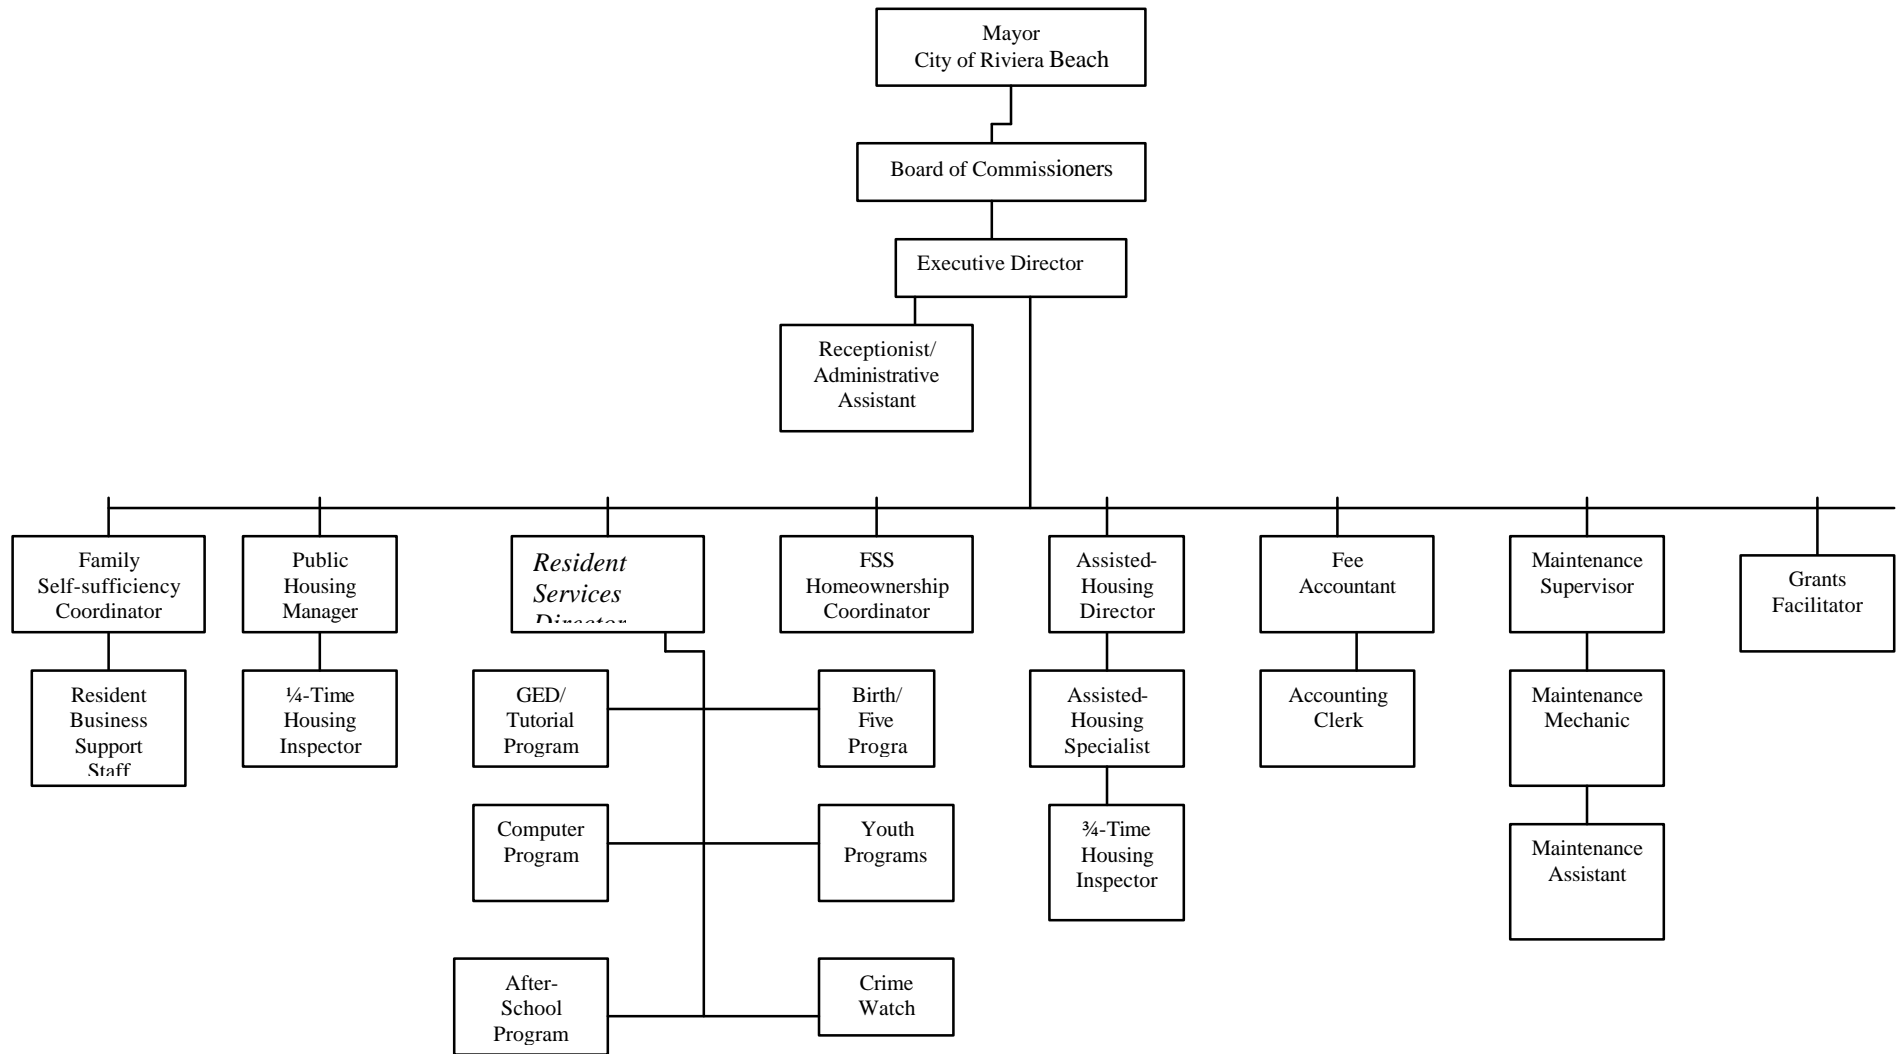 Mayor
City of Riviera Beach
Board of Commissioners
Executive Director
Receptionist/
Administrative
Assistant
Family
Self-sufficiency
Coordinator
Public
Housing
Manager
Resident
Services
Director
FSS
Homeownership
Coordinator
Assisted-
Housing
Director
Fee
Accountant
Maintenance
Supervisor
Grants
Facilitator
Resident
Business
Support
Staff
¼-Time
Housing
Inspector
GED/
Tutorial
Program
Birth/
Five
Progra
Assisted-
Housing
Specialist
Accounting
Clerk
Maintenance
Mechanic
Computer
Program
Youth
Programs
¾-Time
Housing
Inspector
Maintenance
Assistant
After-
School
Program
Crime
Watch